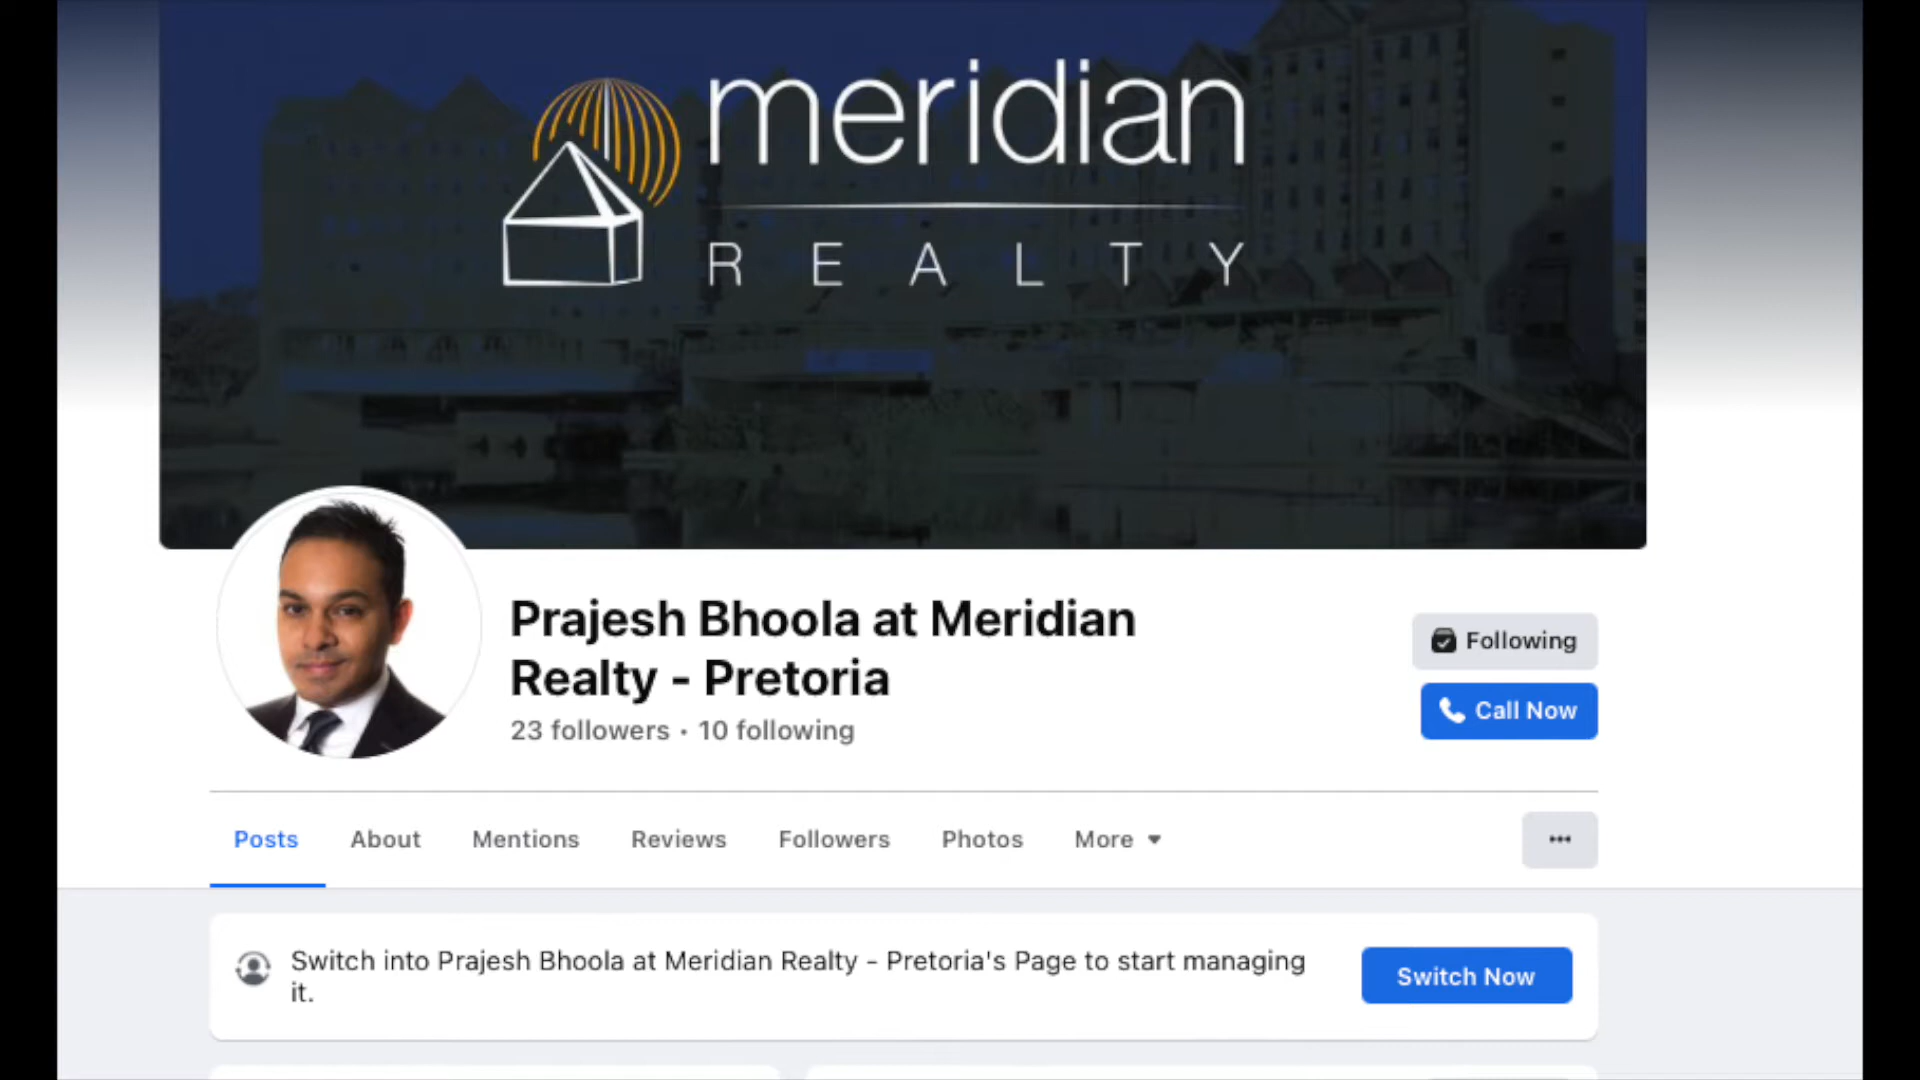 meridian
REALTY
Prajesh Bhoola at Meridian
Realty - Pretoria
23 followers · 10 following
Following
Call Now
Posts
About
Mentions
Reviews
Followers
Photos
More
Switch into Prajesh Bhoola at Meridian Realty - Pretoria's Page to start managing
it.
Switch Now